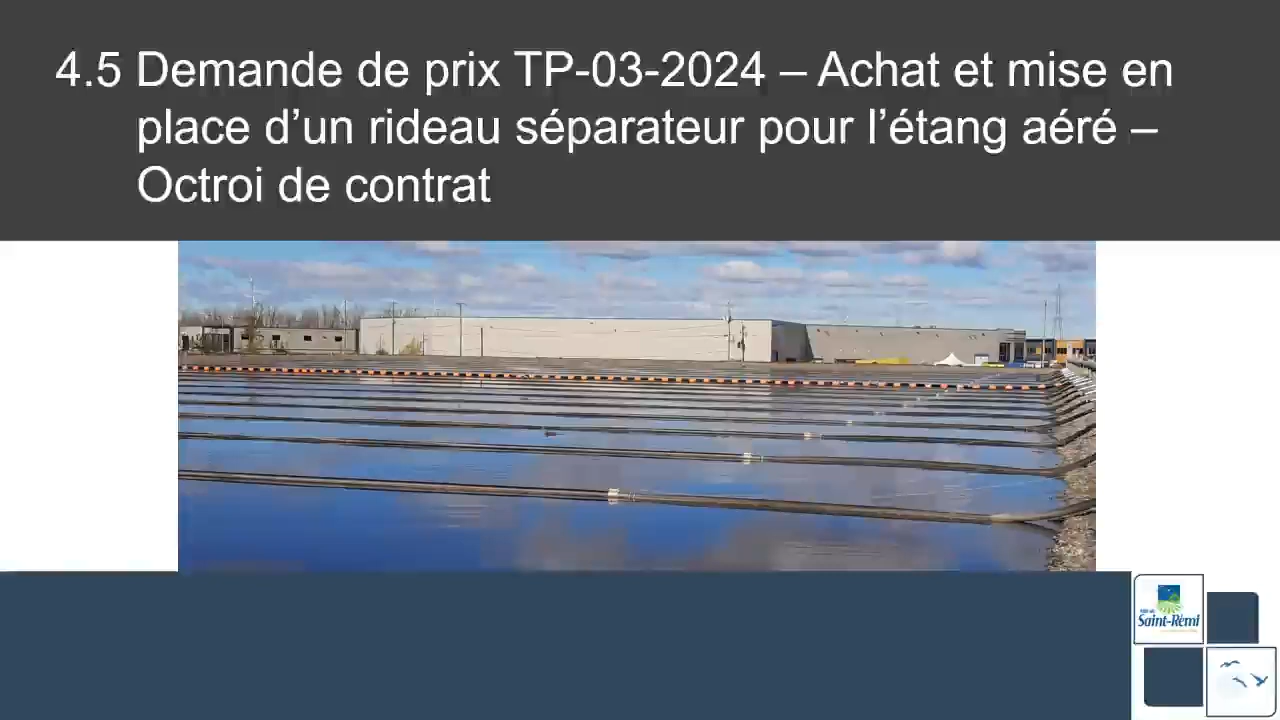 4.5 Demande de prix TP-03-2024 – Achat et mise en
place d’un rideau séparateur pour l’étang aéré –
Octroi de contrat
Saint-Rémi